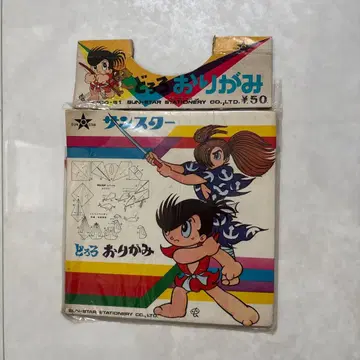 どろろおりがみ
SUN-STAR STATIONERY CO., LTD. ¥.50
サンスター
どろろ おりがみ
SUN-STAR STATIONERY CO., LTD.